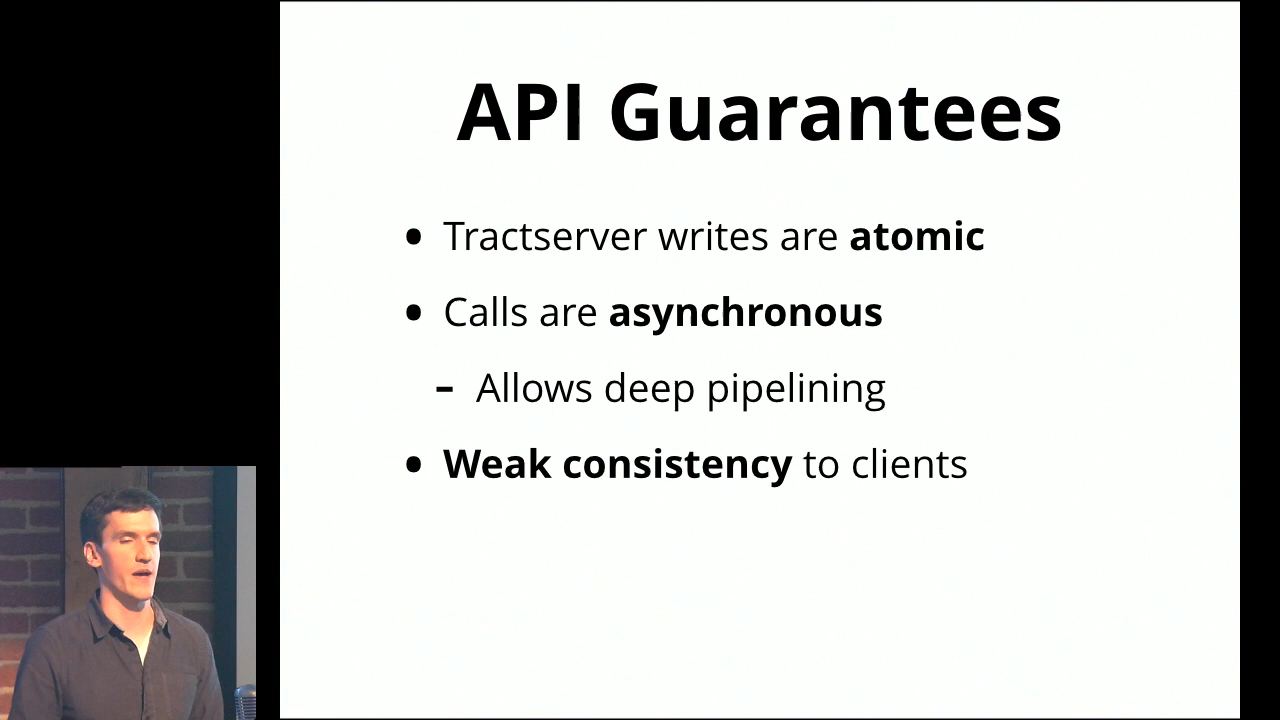 API Guarantees
• Tractserver writes are atomic
• Calls are asynchronous
– Allows deep pipelining
• Weak consistency to clients